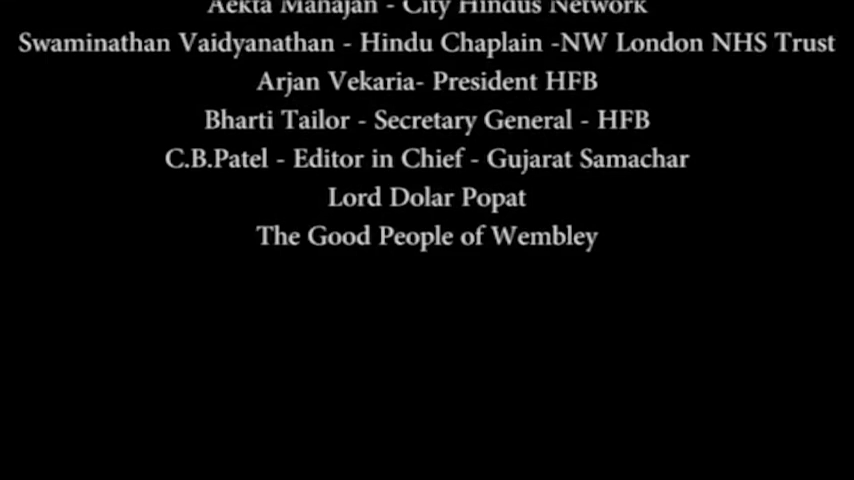 Aekta Mahajan - City Hindus Network
Swaminathan Vaidyanathan - Hindu Chaplain -NW London NHS Trust
Arjan Vekaria- President HFB
Bharti Tailor - Secretary General - HFB
C.B.Patel - Editor in Chief - Gujarat Samachar
Lord Dolar Popat
The Good People of Wembley